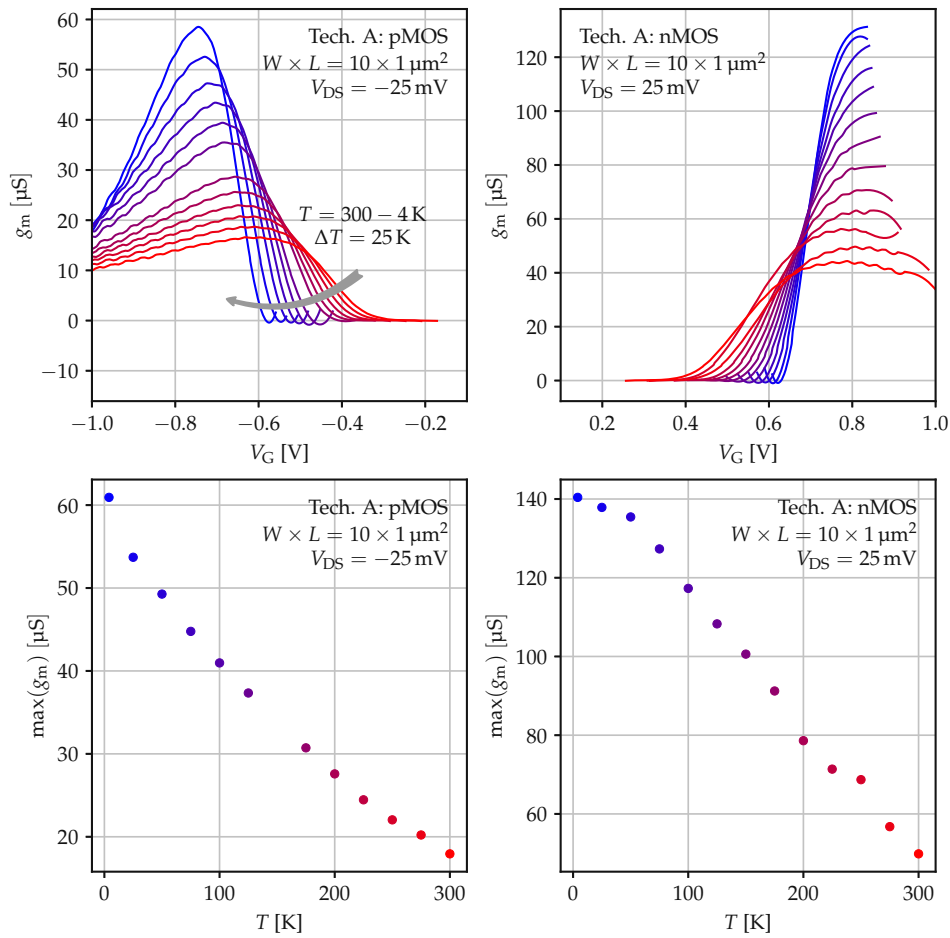 Tech. A: pMOS
W × L = 10 × 1 µm²
V_DS = −25 mV
T = 300 − 4 K
ΔT = 25 K
60
50
40
30
20
10
0
−10
g_m [µS]
−1.0
−0.8
−0.6
−0.4
−0.2
V_G [V]
Tech. A: nMOS
W × L = 10 × 1 µm²
V_DS = 25 mV
120
100
80
60
40
20
0
g_m [µS]
0.2
0.4
0.6
0.8
1.0
V_G [V]
Tech. A: pMOS
W × L = 10 × 1 µm²
V_DS = −25 mV
60
50
40
30
20
max(g_m) [µS]
0
100
200
300
T [K]
Tech. A: nMOS
W × L = 10 × 1 µm²
V_DS = 25 mV
140
120
100
80
60
max(g_m) [µS]
0
100
200
300
T [K]